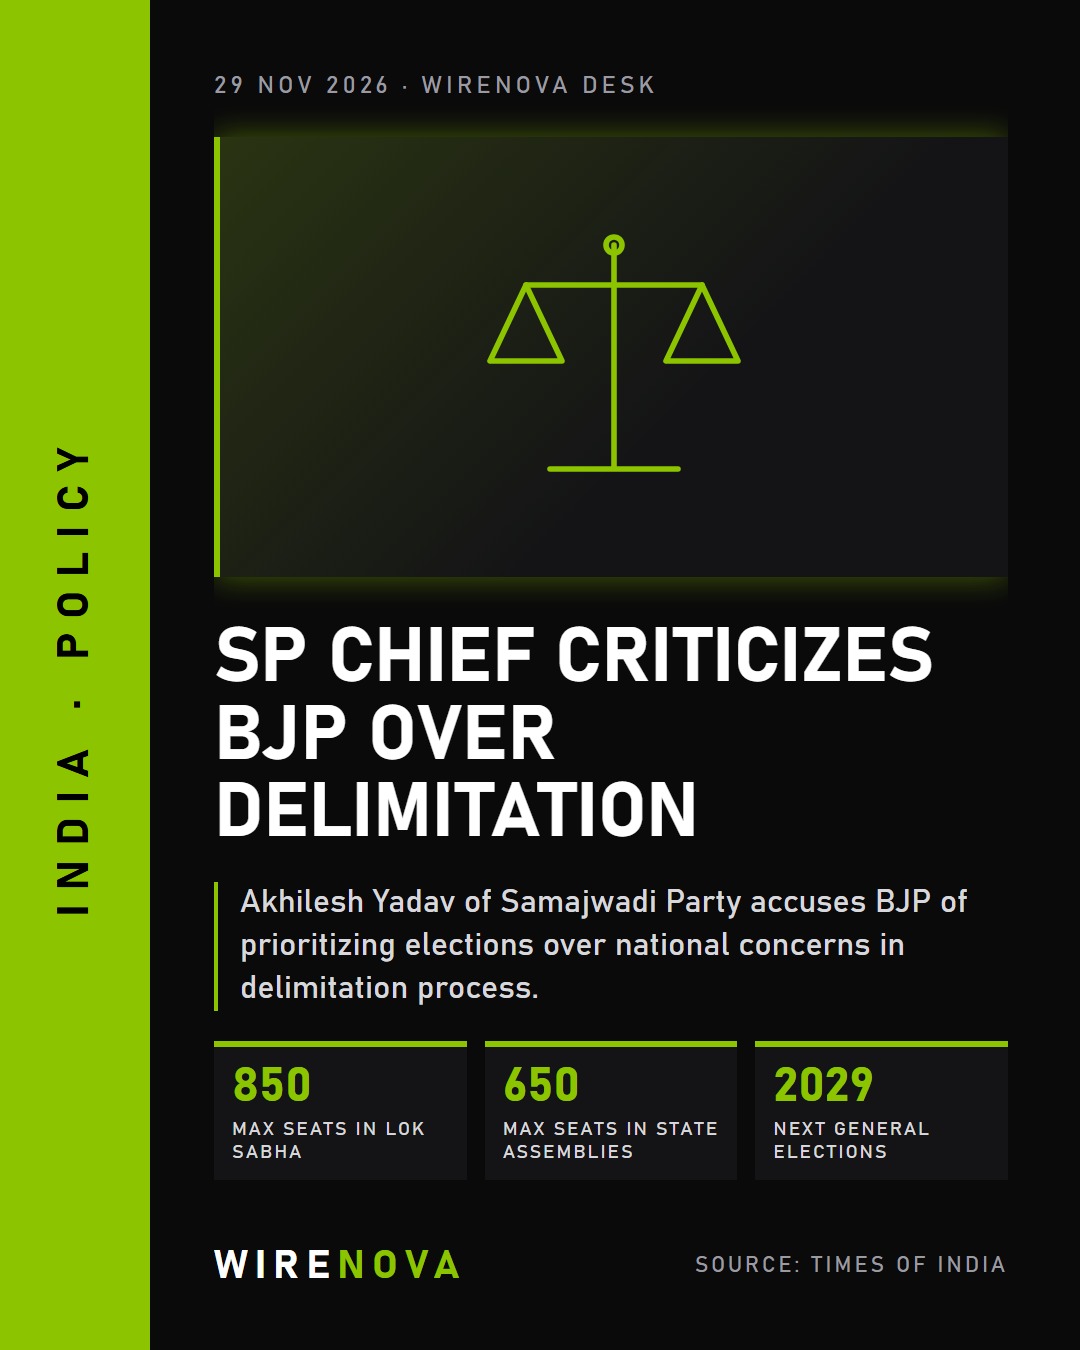 INDIA · POLICY
29 NOV 2026 · WIRENOVA DESK
SP CHIEF CRITICIZES
BJP OVER
DELIMITATION
Akhilesh Yadav of Samajwadi Party accuses BJP of
prioritizing elections over national concerns in
delimitation process.
850
MAX SEATS IN LOK
SABHA
650
MAX SEATS IN STATE
ASSEMBLIES
2029
NEXT GENERAL
ELECTIONS
WIRENOVA
SOURCE: TIMES OF INDIA